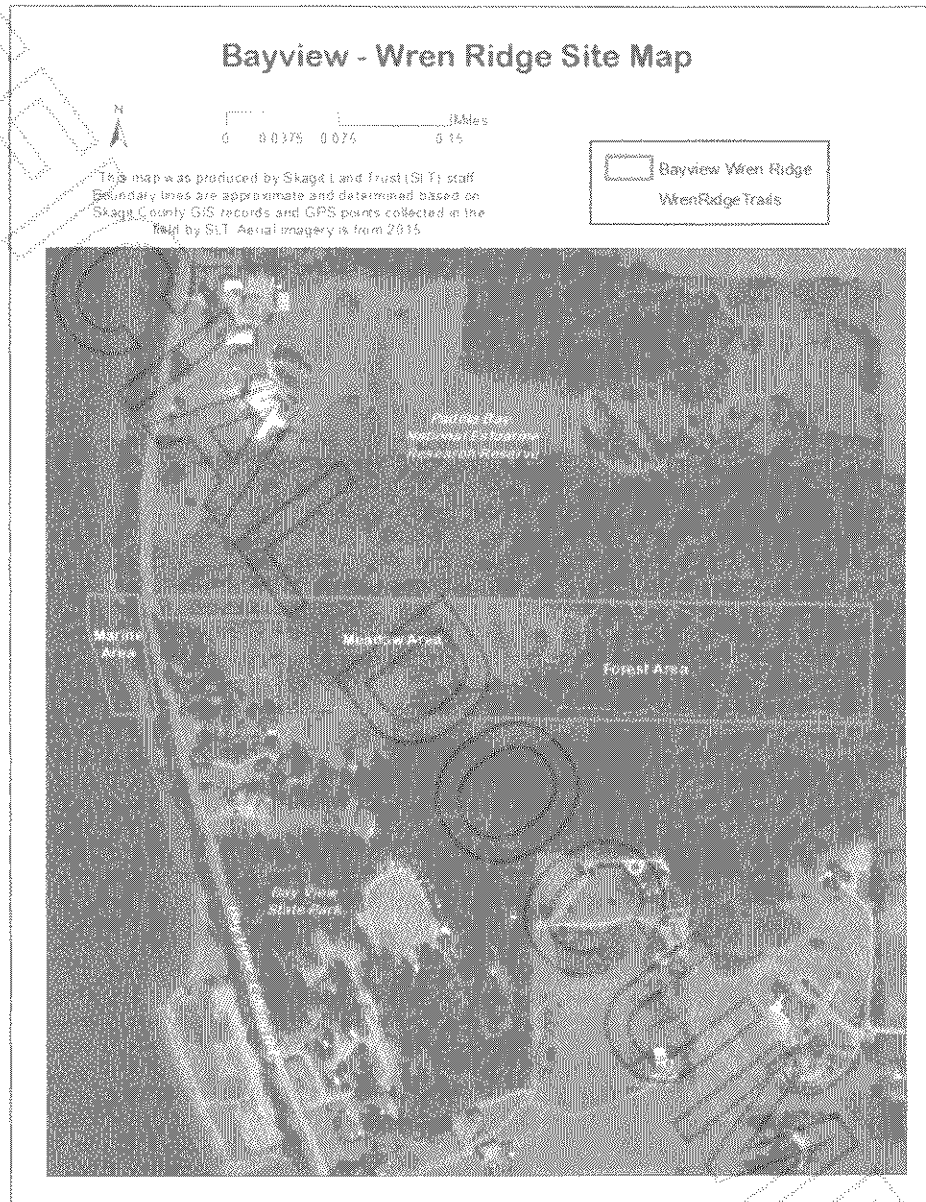 Bayview - Wren Ridge Site Map
N
Miles
0 0.0375 0.075 0.15
This map was produced by Skagit Land Trust (SLT) staff.
Boundary lines are approximate and determined based on
Skagit County GIS records and GPS points collected in the
field by SLT. Aerial imagery is from 2015
Bayview Wren Ridge
WrenRidgeTrails
Padilla Bay
National Estuarine
Research Reserve
Marine
Area
Meadow Area
Forest Area
Bay View
State Park